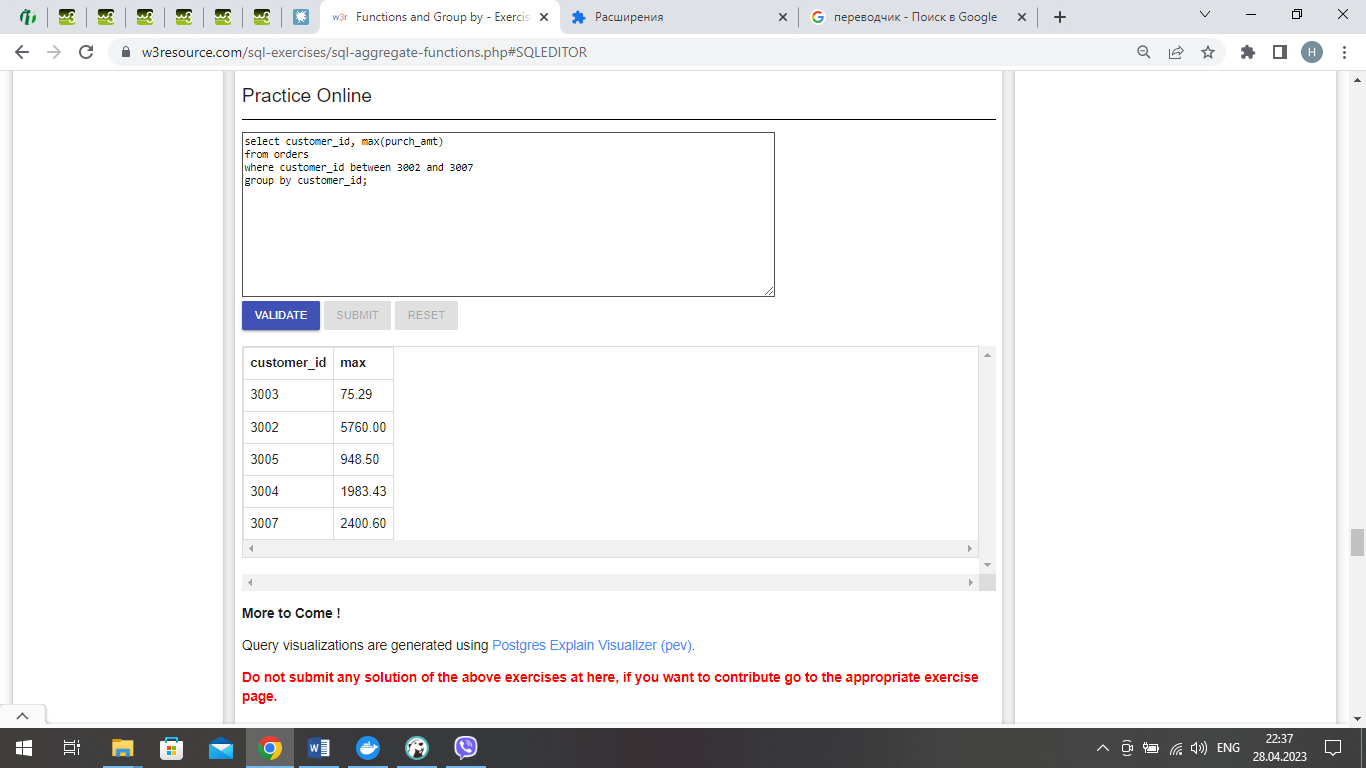 w3r Functions and Group by - Exercis
Расширения
переводчик - Поиск в Google
w3resource.com/sql-exercises/sql-aggregate-functions.php#SQLEDITOR
H
Practice Online
select customer_id, max(purch_amt)
from orders
where customer_id between 3002 and 3007
group by customer_id;
VALIDATE SUBMIT RESET
customer_id max
3003 75.29
3002 5760.00
3005 948.50
3004 1983.43
3007 2400.60
More to Come !
Query visualizations are generated using Postgres Explain Visualizer (pev).
Do not submit any solution of the above exercises at here, if you want to contribute go to the appropriate exercise
page.
ENG
22:37
28.04.2023